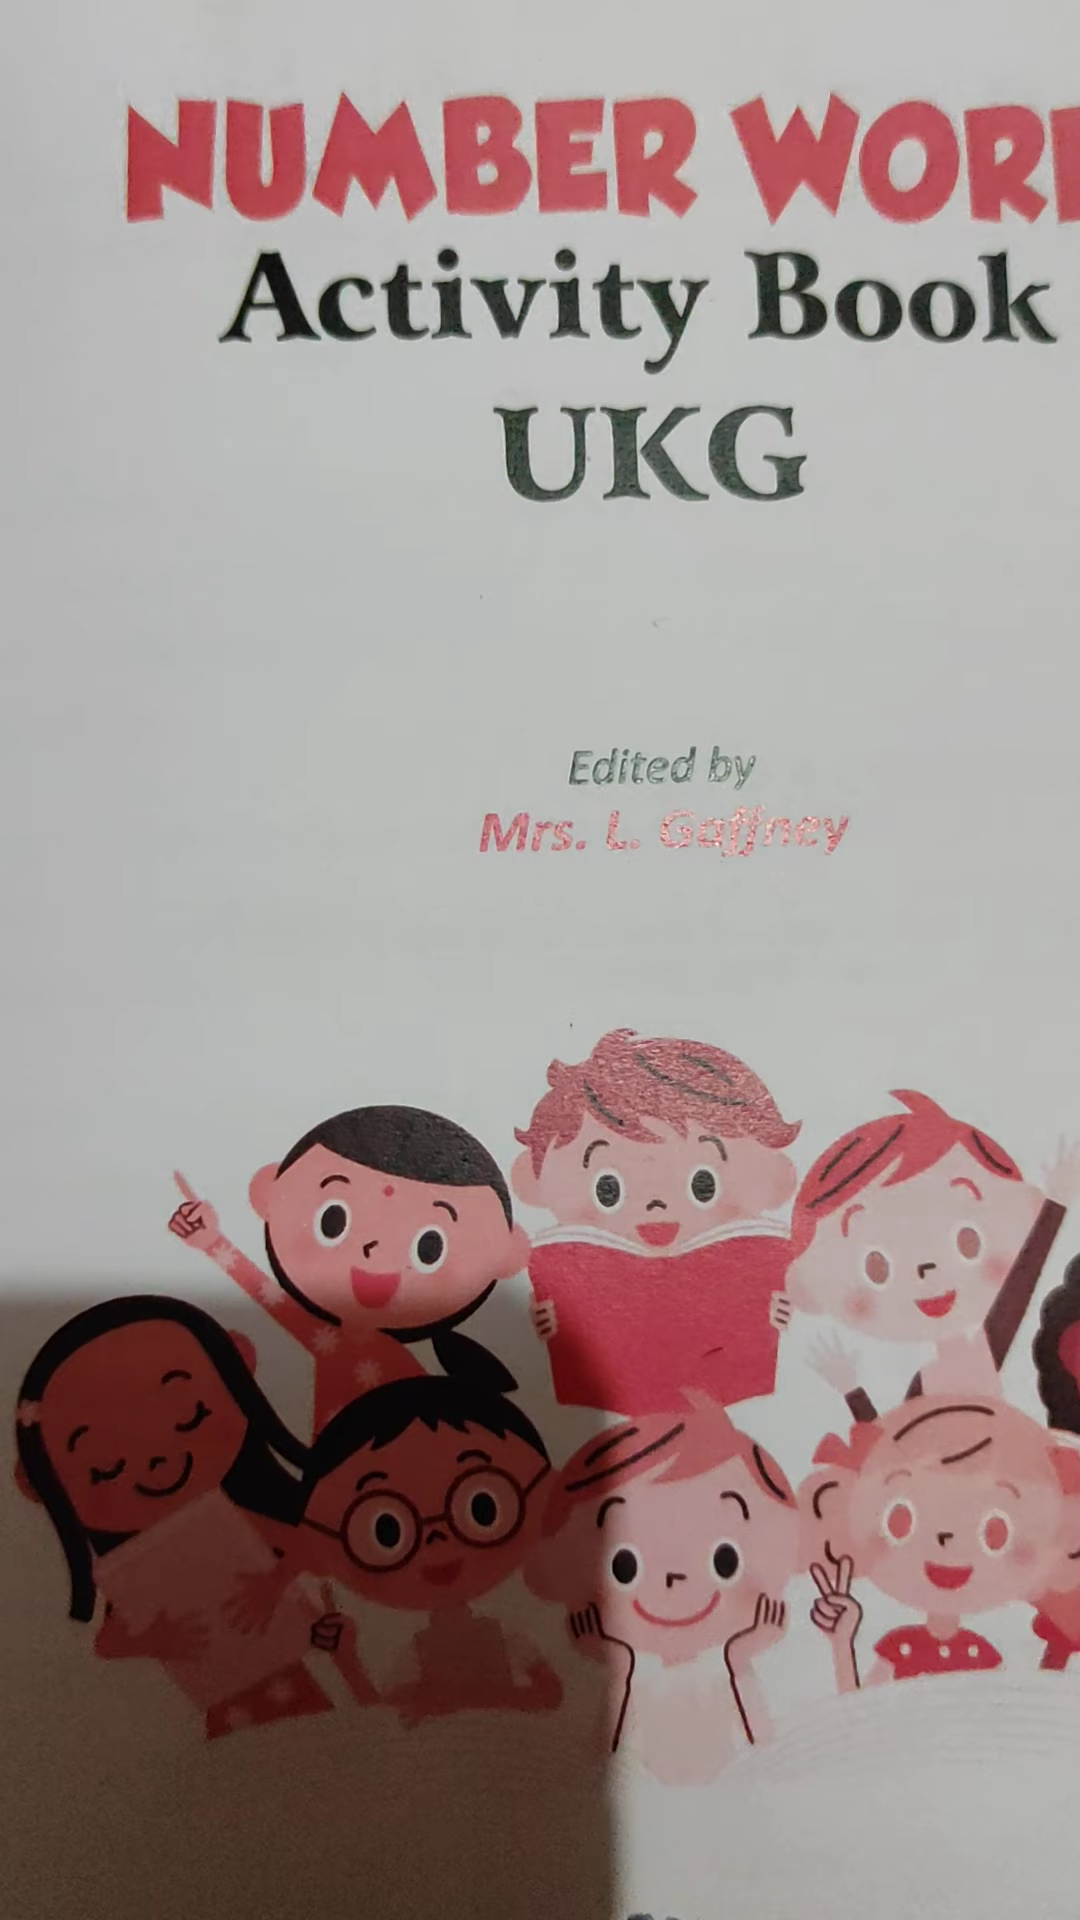 NUMBER WOR
Activity Book
UKG
Edited by
Mrs. L. Gaffney